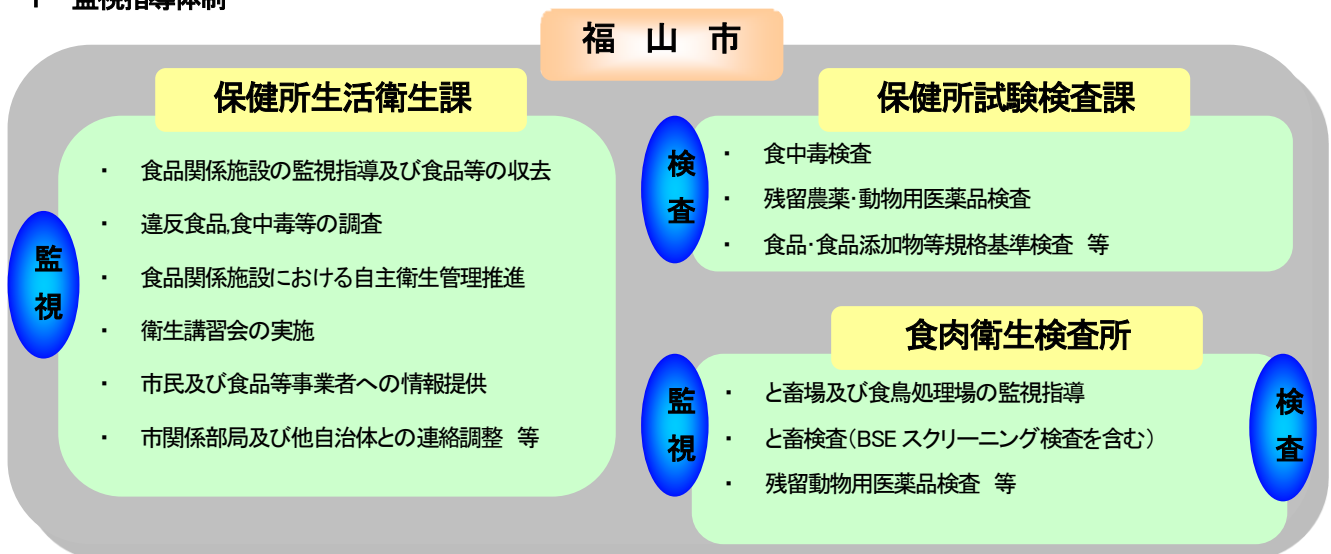 監視指導体制
福 山 市
保健所生活衛生課
監視
・ 食品関係施設の監視指導及び食品等の収去
・ 違反食品,食中毒等の調査
・ 食品関係施設における自主衛生管理推進
・ 衛生講習会の実施
・ 市民及び食品等事業者への情報提供
・ 市関係部局及び他自治体との連絡調整 等
保健所試験検査課
検査
・ 食中毒検査
・ 残留農薬・動物用医薬品検査
・ 食品・食品添加物等規格基準検査 等
食肉衛生検査所
監視
・ と畜場及び食鳥処理場の監視指導
・ と畜検査(BSE スクリーニング検査を含む)
・ 残留動物用医薬品検査 等
検査